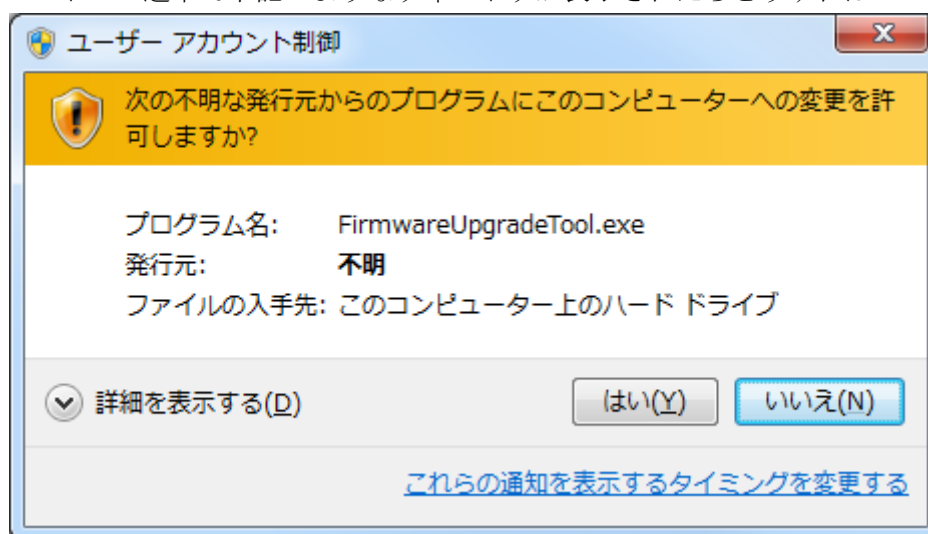 ユーザー アカウント制御
次の不明な発行元からのプログラムにこのコンピューターへの変更を許
可しますか?
プログラム名: FirmwareUpgradeTool.exe
発行元: 不明
ファイルの入手先: このコンピューター上のハード ドライブ
詳細を表示する(D)
はい(Y)
いいえ(N)
これらの通知を表示するタイミングを変更する